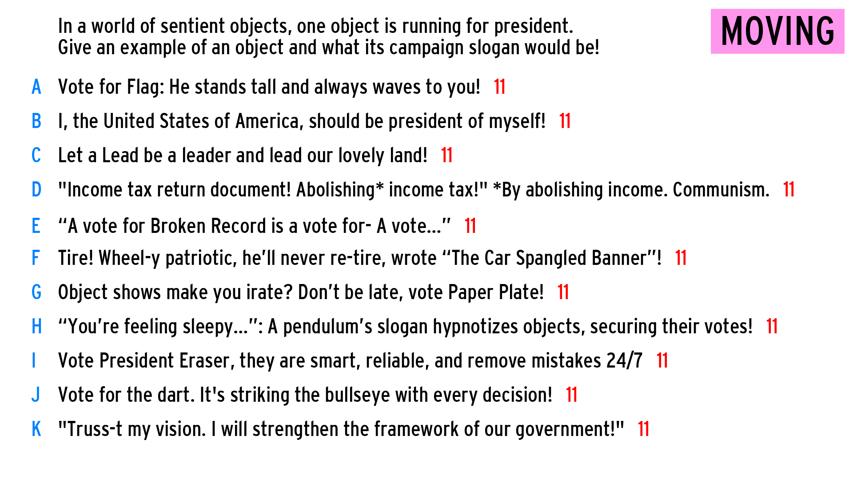 In a world of sentient objects, one object is running for president.
Give an example of an object and what its campaign slogan would be!
MOVING
A Vote for Flag: He stands tall and always waves to you! 11
B I, the United States of America, should be president of myself! 11
C Let a Lead be a leader and lead our lovely land! 11
D "Income tax return document! Abolishing* income tax!" *By abolishing income. Communism. 11
E “A vote for Broken Record is a vote for- A vote...” 11
F Tire! Wheel-y patriotic, he’ll never re-tire, wrote “The Car Spangled Banner”! 11
G Object shows make you irate? Don’t be late, vote Paper Plate! 11
H “You’re feeling sleepy...”: A pendulum’s slogan hypnotizes objects, securing their votes! 11
I Vote President Eraser, they are smart, reliable, and remove mistakes 24/7 11
J Vote for the dart. It's striking the bullseye with every decision! 11
K "Truss-t my vision. I will strengthen the framework of our government!" 11